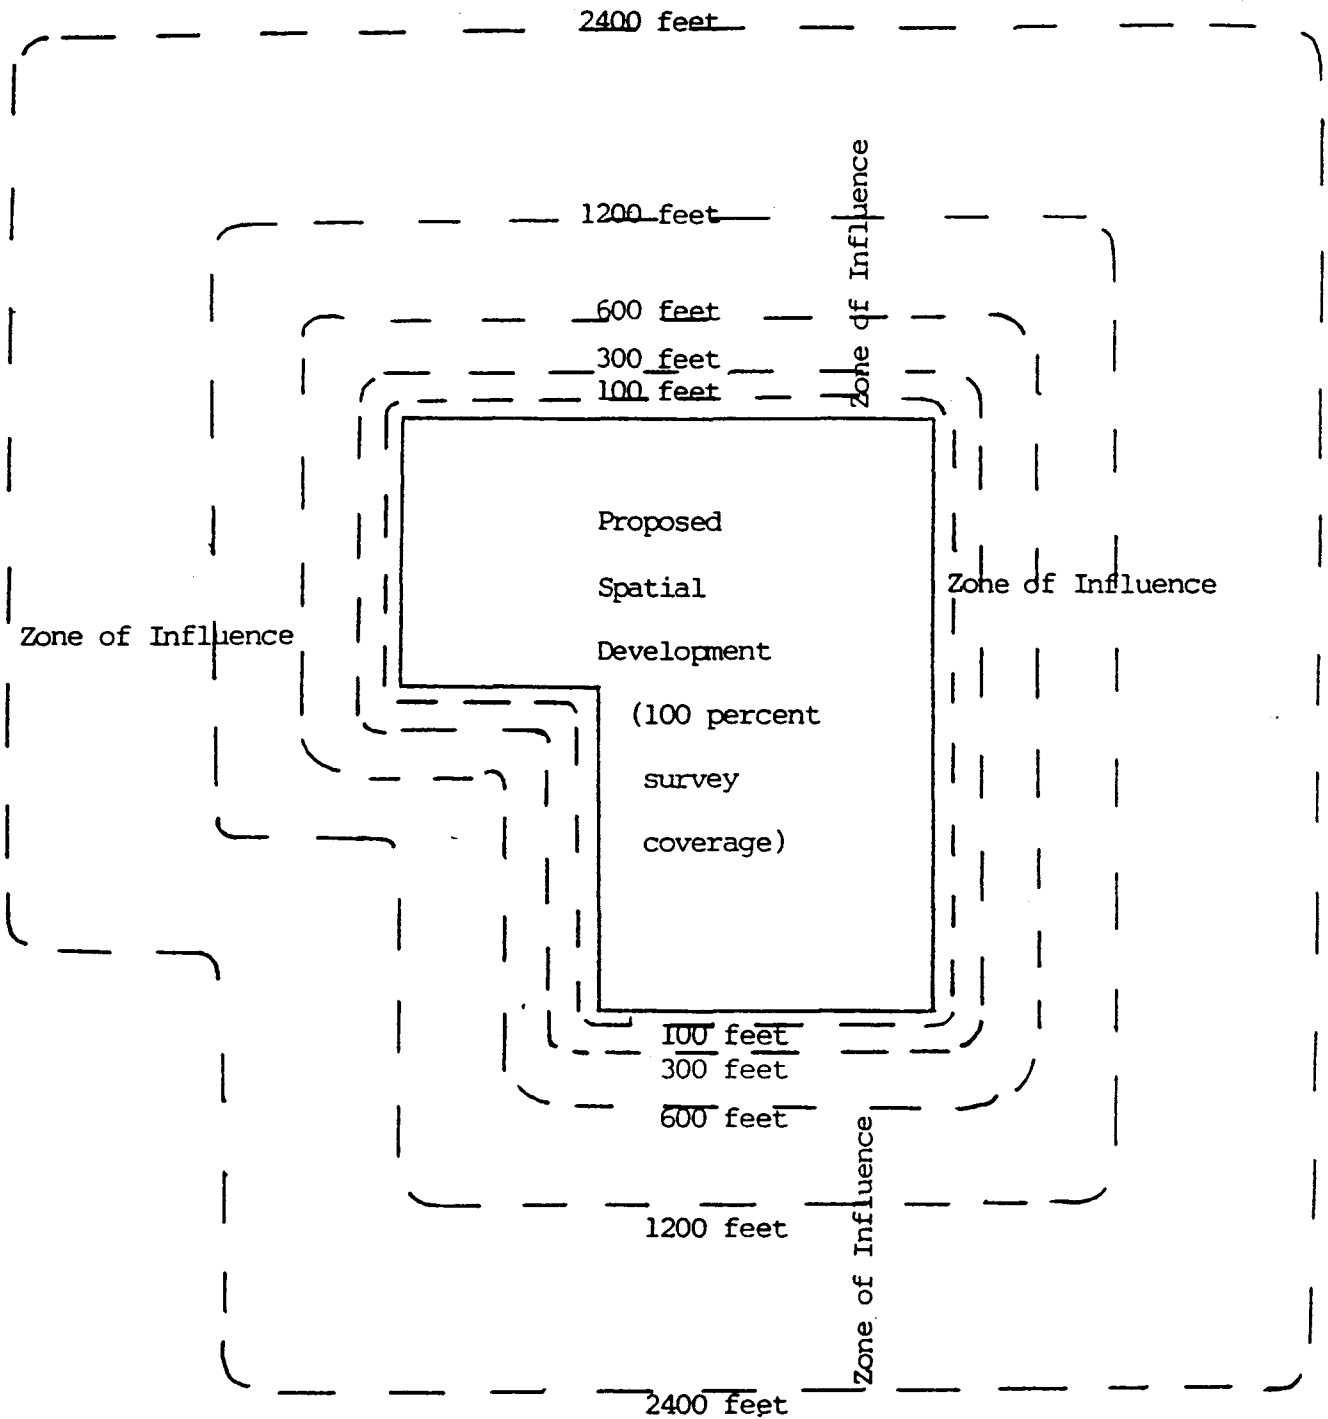 2400 feet
1200 feet
Zone of Influence
600 feet
300 feet
100 feet
Proposed
Spatial
Development
(100 percent
survey
coverage)
Zone of Influence
Zone of Influence
100 feet
300 feet
600 feet
Zone of Influence
1200 feet
2400 feet